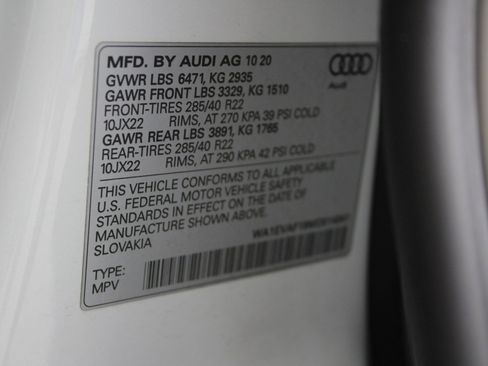 MFD. BY AUDI AG 10 20
GVWR LBS 6471, KG 2935
GAWR FRONT LBS 3329, KG 1510
FRONT-TIRES 285/40 R22
10JX22 RIMS, AT 270 KPA 39 PSI COLD
GAWR REAR LBS 3891, KG 1765
REAR-TIRES 285/40 R22
10JX22 RIMS, AT 290 KPA 42 PSI COLD
THIS VEHICLE CONFORMS TO ALL APPLICABLE
U.S. FEDERAL MOTOR VEHICLE SAFETY
STANDARDS IN EFFECT ON THE DATE OF
MANUFACTURE SHOWN ABOVE.
SLOVAKIA
TYPE:
MPV
Audi